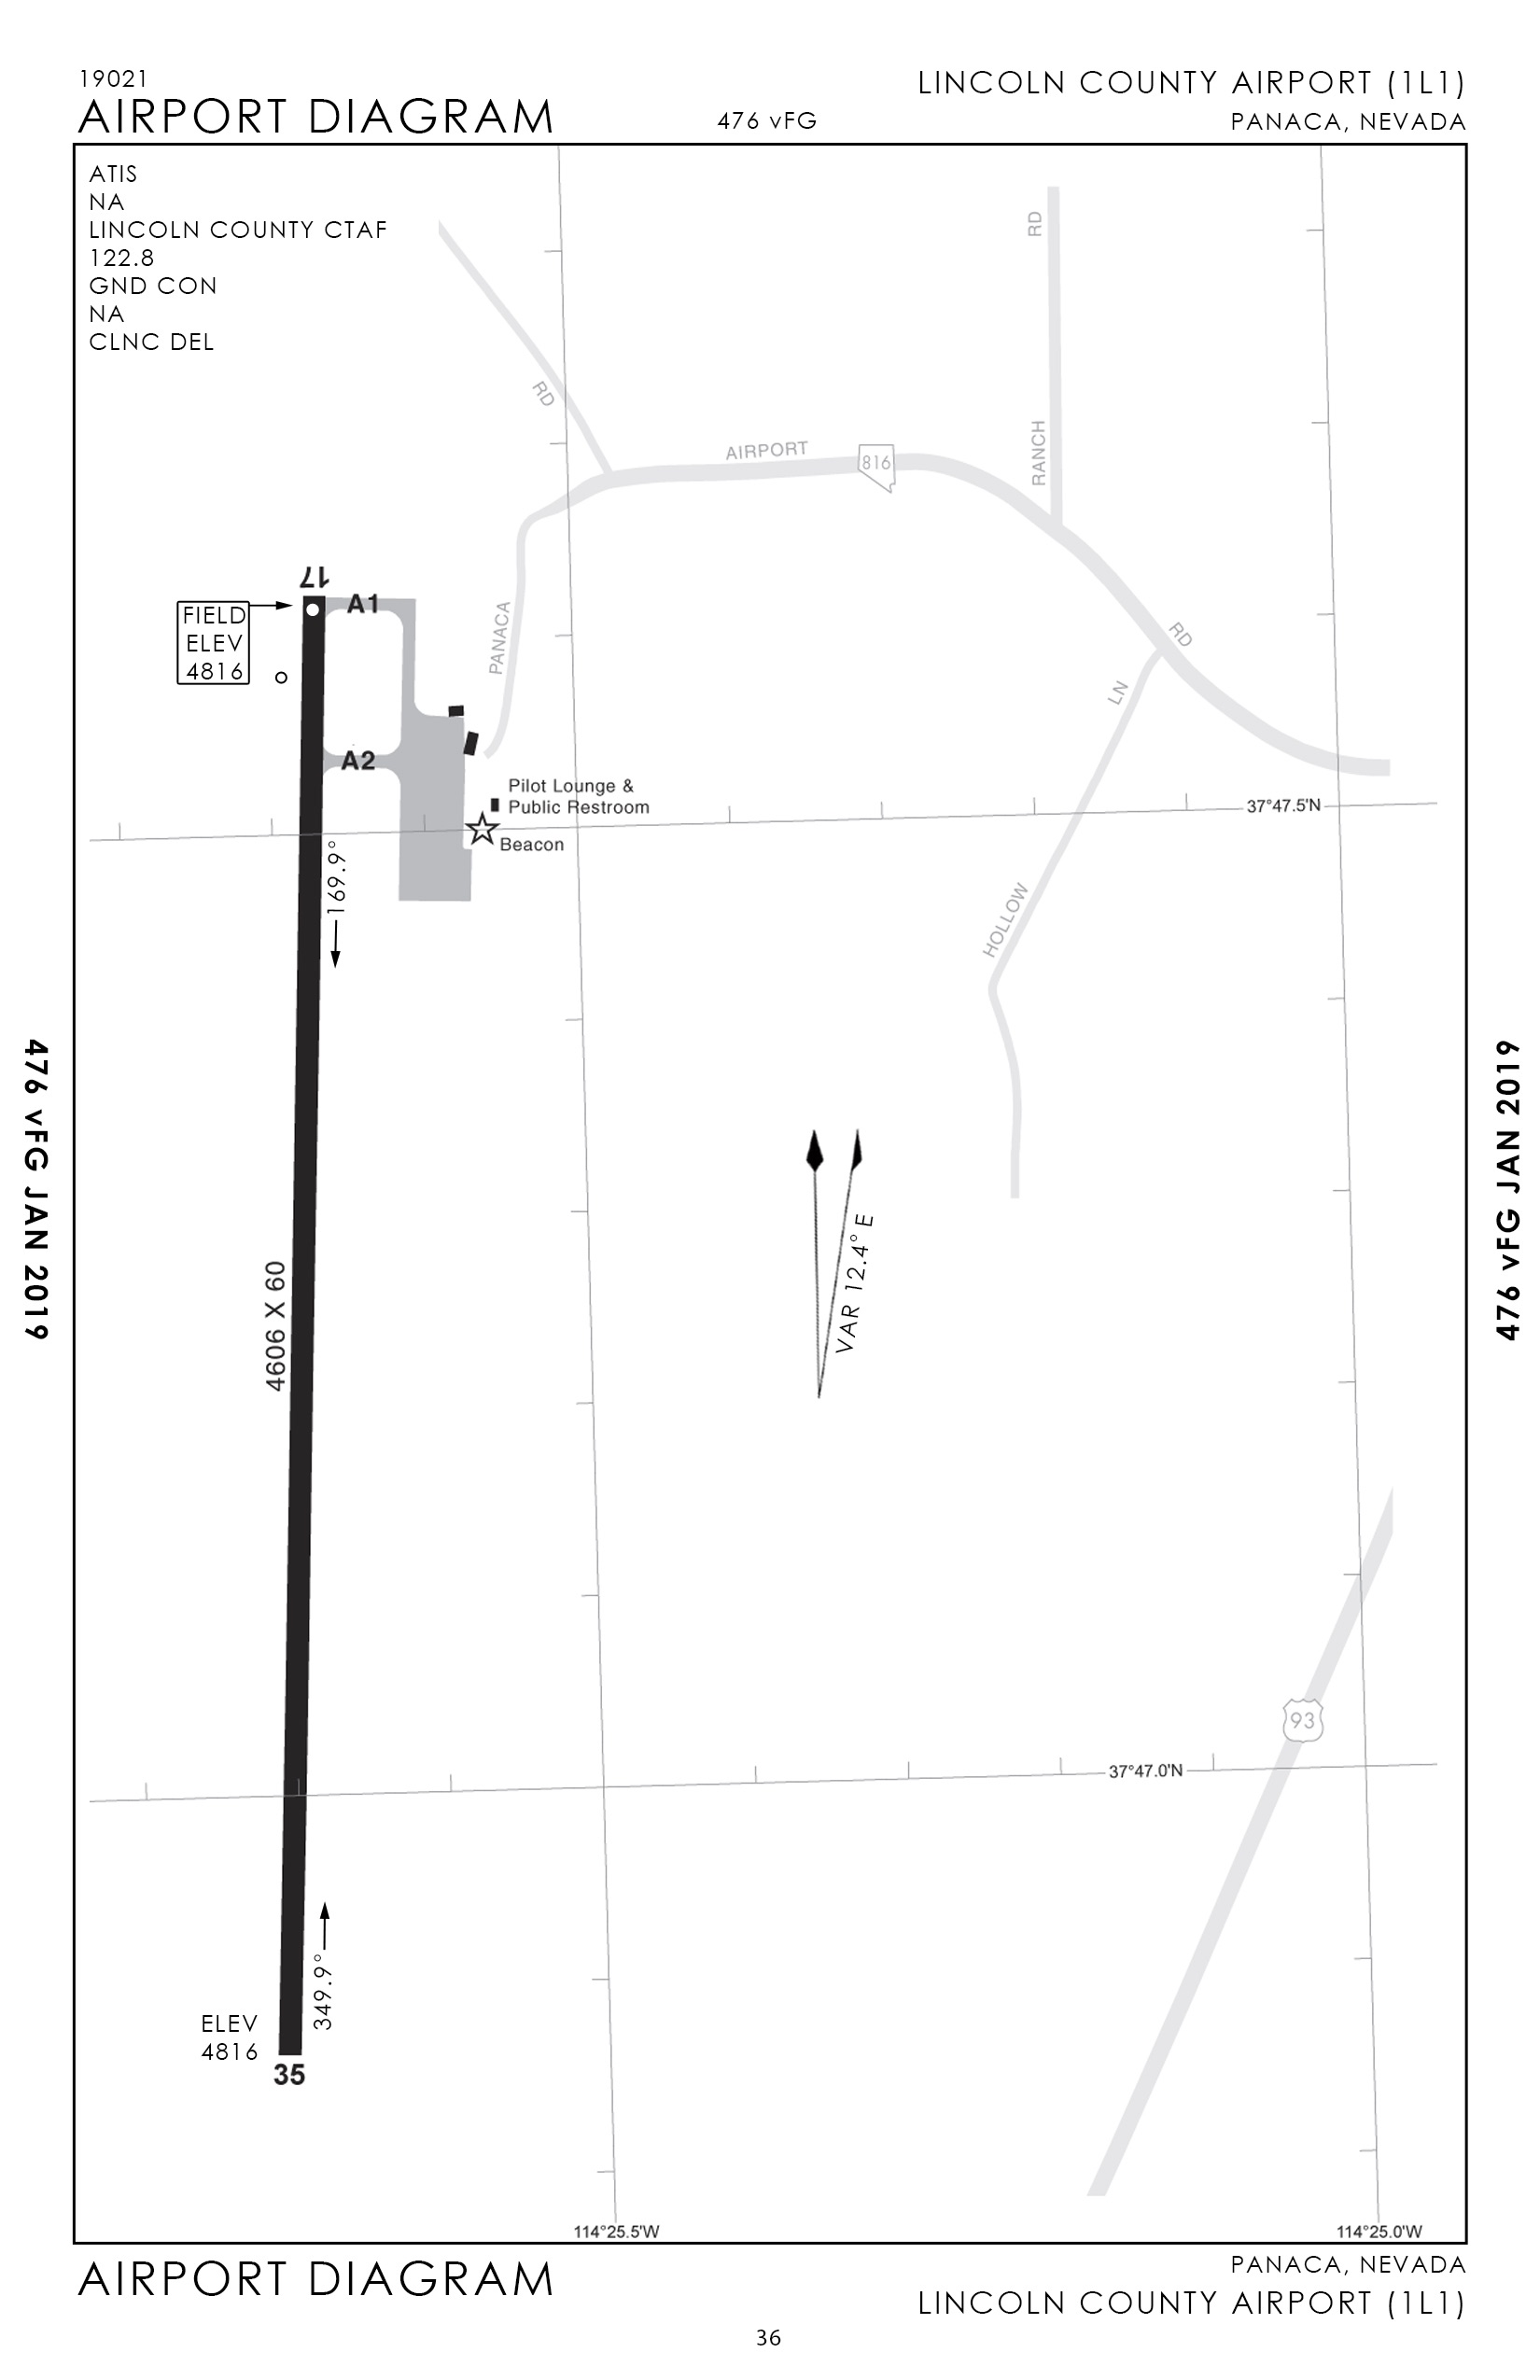 19021
AIRPORT DIAGRAM
476 vFG
LINCOLN COUNTY AIRPORT (1L1)
PANACA, NEVADA
ATIS
NA
LINCOLN COUNTY CTAF
122.8
GND CON
NA
CLNC DEL
RD
RD
AIRPORT
816
RANCH
17
A1
FIELD
ELEV
4816
PANACA
RD
LN
A2
Pilot Lounge &
Public Restroom
37°47.5'N
Beacon
169.9°
HOLLOW
476 vFG JAN 2019
476 vFG JAN 2019
VAR 12.4° E
4606 X 60
93
37°47.0'N
349.9°
ELEV
4816
35
114°25.5'W
114°25.0'W
AIRPORT DIAGRAM
PANACA, NEVADA
LINCOLN COUNTY AIRPORT (1L1)
36